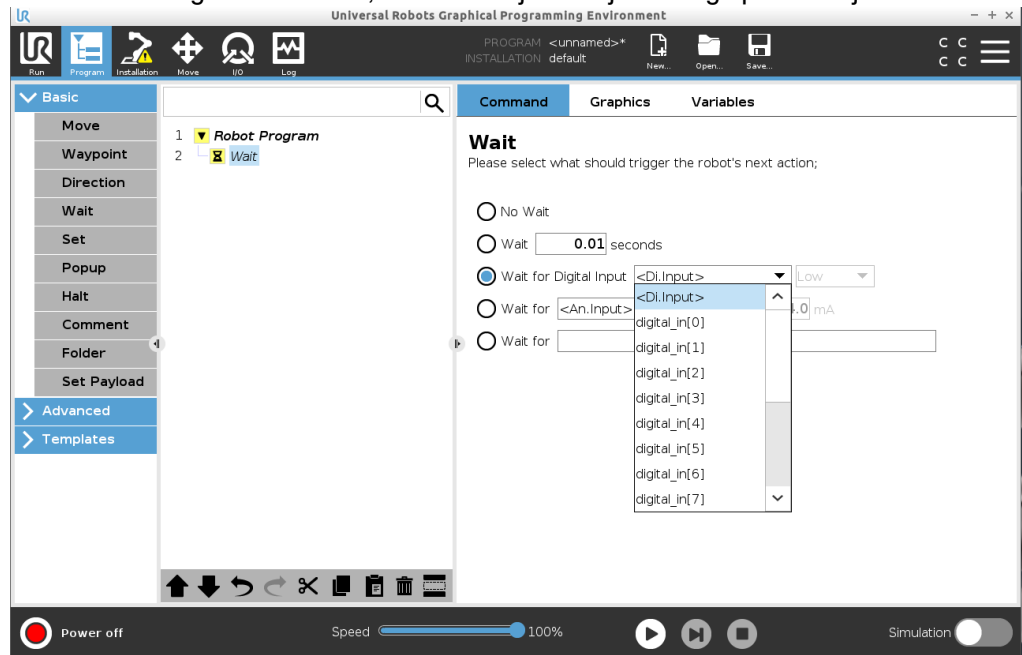 Universal Robots Graphical Programming Environment
UR
Run
Program
Installation
Move
I/O
Log
PROGRAM <unnamed>*
INSTALLATION default
New...
Open...
Save...
C C
C C
Basic
Move
Waypoint
Direction
Wait
Set
Popup
Halt
Comment
Folder
Set Payload
Advanced
Templates
1 Robot Program
2 Wait
Command Graphics Variables
Wait
Please select what should trigger the robot's next action;
No Wait
Wait 0.01 seconds
Wait for Digital Input <Di.Input> Low
Wait for <An.Input> .0 mA
Wait for
<Di.Input>
digital_in[0]
digital_in[1]
digital_in[2]
digital_in[3]
digital_in[4]
digital_in[5]
digital_in[6]
digital_in[7]
Power off
Speed 100%
Simulation